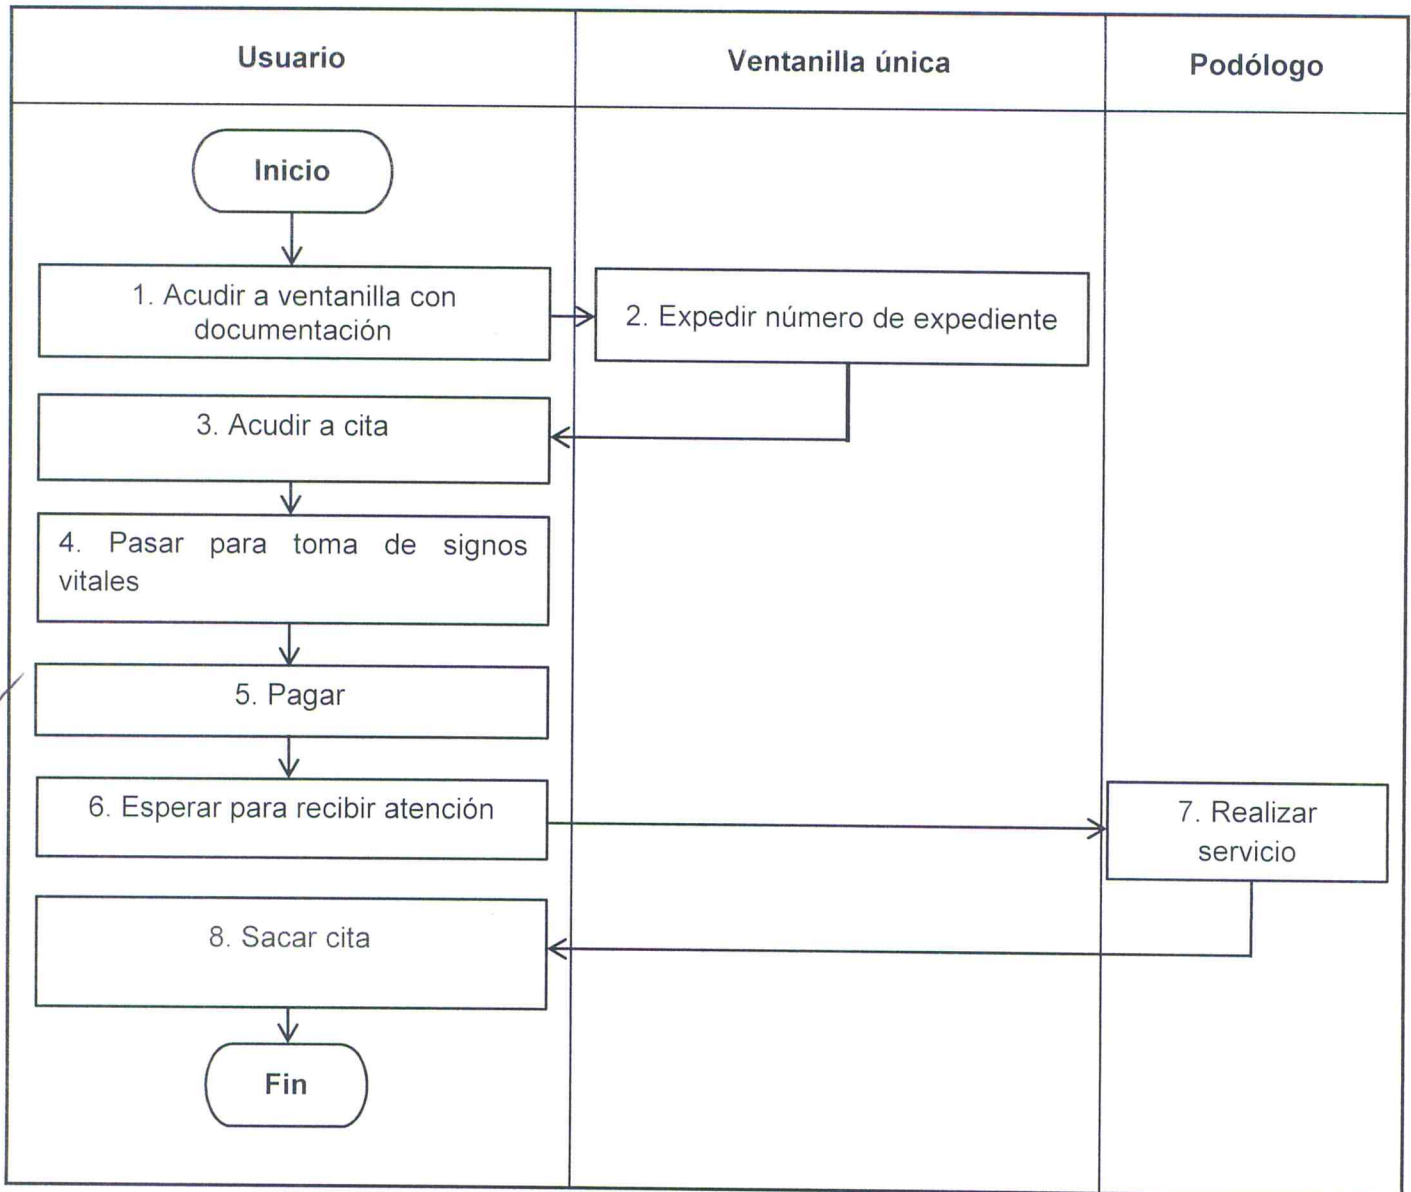 Usuario
Ventanilla única
Podólogo
Inicio
1. Acudir a ventanilla con
documentación
2. Expedir número de expediente
3. Acudir a cita
4. Pasar para toma de signos
vitales
5. Pagar
6. Esperar para recibir atención
7. Realizar
servicio
8. Sacar cita
Fin